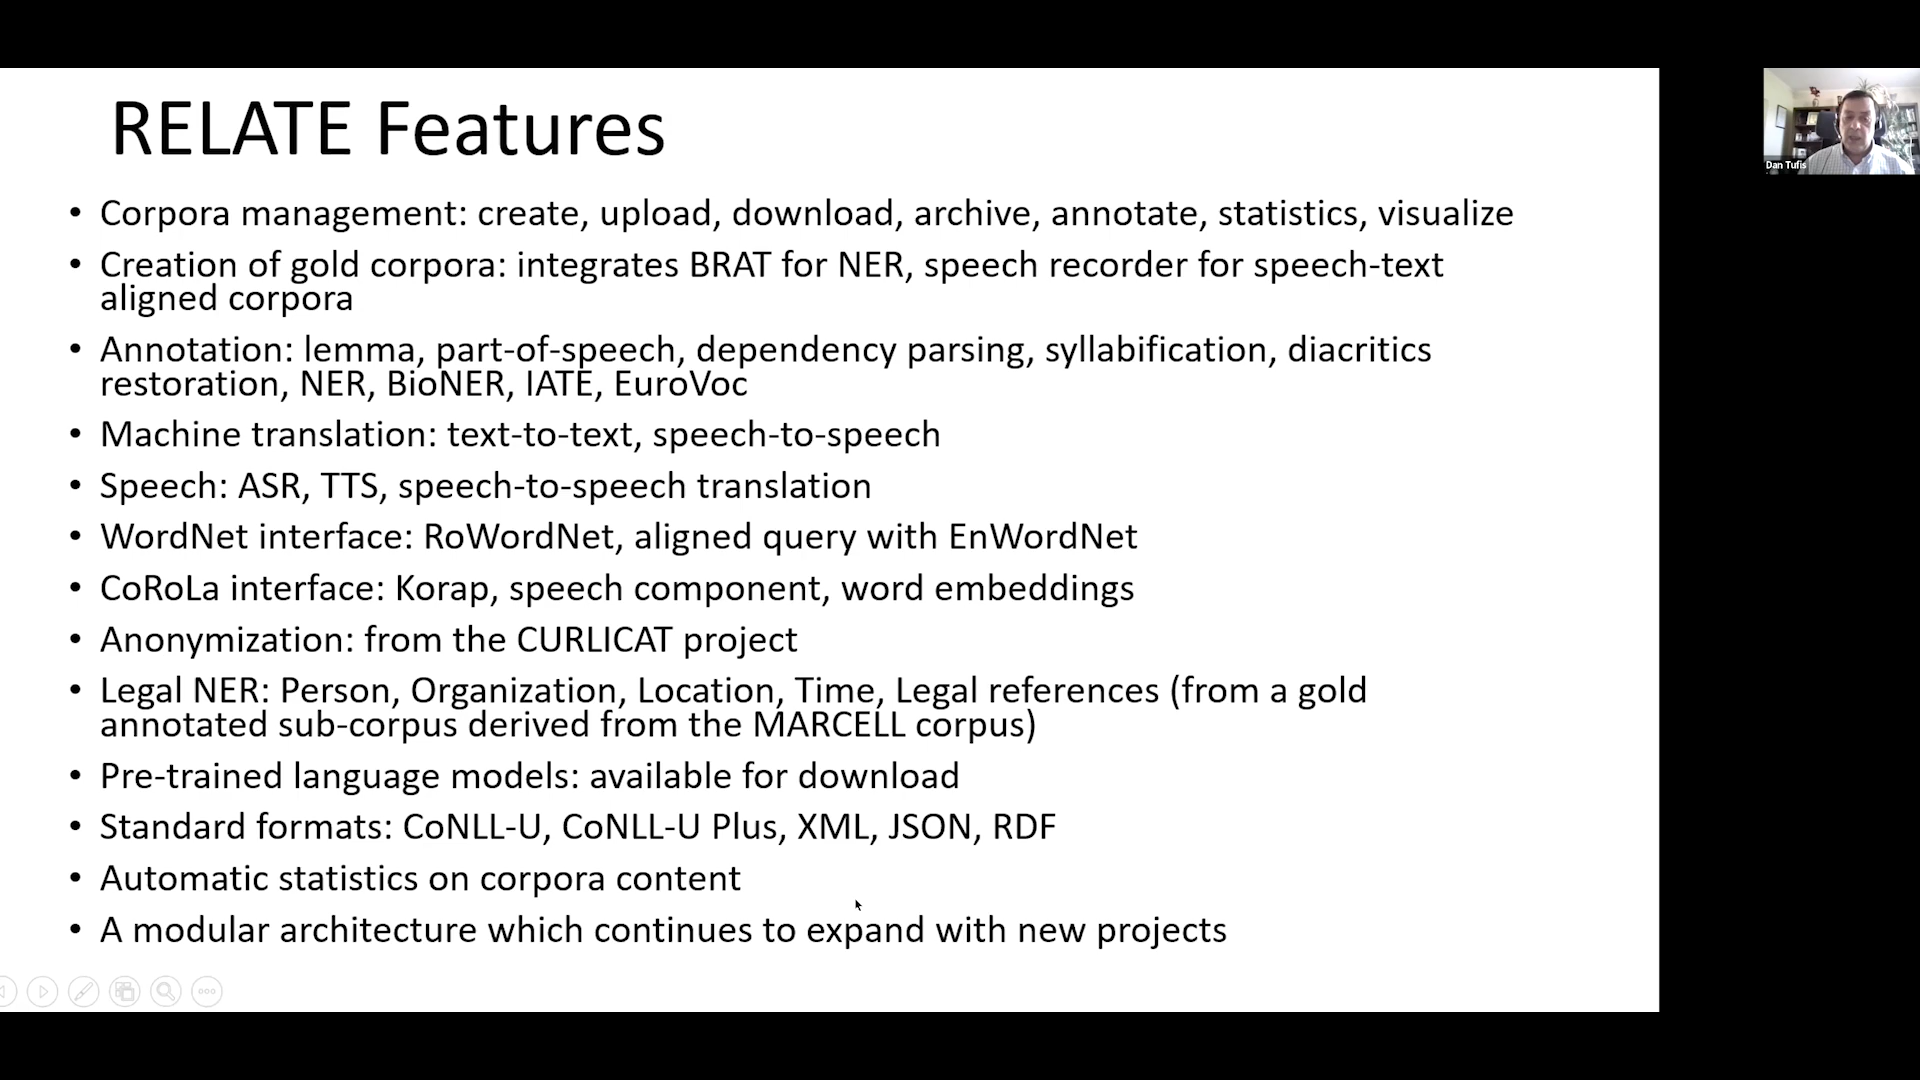 RELATE Features
• Corpora management: create, upload, download, archive, annotate, statistics, visualize
• Creation of gold corpora: integrates BRAT for NER, speech recorder for speech-text
aligned corpora
• Annotation: lemma, part-of-speech, dependency parsing, syllabification, diacritics
restoration, NER, BioNER, IATE, EuroVoc
• Machine translation: text-to-text, speech-to-speech
• Speech: ASR, TTS, speech-to-speech translation
• WordNet interface: RoWordNet, aligned query with EnWordNet
• CoRoLa interface: Korap, speech component, word embeddings
• Anonymization: from the CURLICAT project
• Legal NER: Person, Organization, Location, Time, Legal references (from a gold
annotated sub-corpus derived from the MARCELL corpus)
• Pre-trained language models: available for download
• Standard formats: CoNLL-U, CoNLL-U Plus, XML, JSON, RDF
• Automatic statistics on corpora content
• A modular architecture which continues to expand with new projects
Dan Tufis